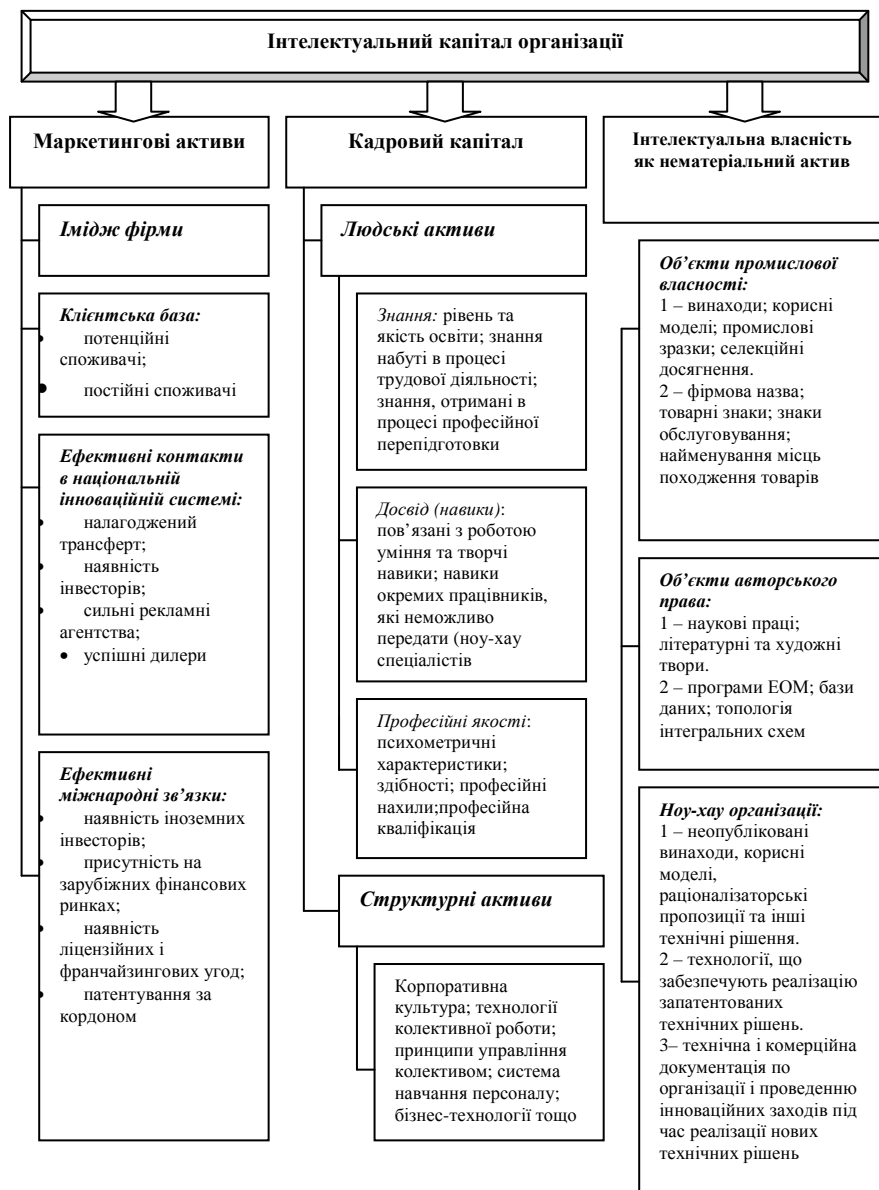 Інтелектуальний капітал організації
Маркетингові активи
Імідж фірми
Клієнтська база:
• потенційні
споживачі;
• постійні споживачі
Ефективні контакти
в національній
інноваційній системі:
• налагоджений
трансферт;
• наявність
інвесторів;
• сильні рекламні
агентства;
• успішні дилери
Ефективні
міжнародні зв’язки:
• наявність іноземних
інвесторів;
• присутність на
зарубіжних фінансових
ринках;
• наявність
ліцензійних і
франчайзингових угод;
• патентування за
кордоном
Кадровий капітал
Людські активи
Знання: рівень та
якість освіти; знання
набуті в процесі
трудової діяльності;
знання, отримані в
процесі професійної
перепідготовки
Досвід (навики):
пов’язані з роботою
уміння та творчі
навики; навики
окремих працівників,
які неможливо
передати (ноу-хау
спеціалістів
Професійні якості:
психометричні
характеристики;
здібності; професійні
нахили;професійна
кваліфікація
Структурні активи
Корпоративна
культура; технології
колективної роботи;
принципи управління
колективом; система
навчання персоналу;
бізнес-технології тощо
Інтелектуальна власність
як нематеріальний актив
Об’єкти промислової
власності:
1 – винаходи; корисні
моделі; промислові
зразки; селекційні
досягнення.
2 – фірмова назва;
товарні знаки; знаки
обслуговування;
найменування місць
походження товарів
Об’єкти авторського
права:
1 – наукові праці;
літературні та художні
твори.
2 – програми ЕОМ; бази
даних; топологія
інтегральних схем
Ноу-хау організації:
1 – неопубліковані
винаходи, корисні
моделі,
раціоналізаторські
пропозиції та інші
технічні рішення.
2 – технології, що
забезпечують реалізацію
запатентованих
технічних рішень.
3– технічна і комерційна
документація по
організації і проведенню
інноваційних заходів під
час реалізації нових
технічних рішень